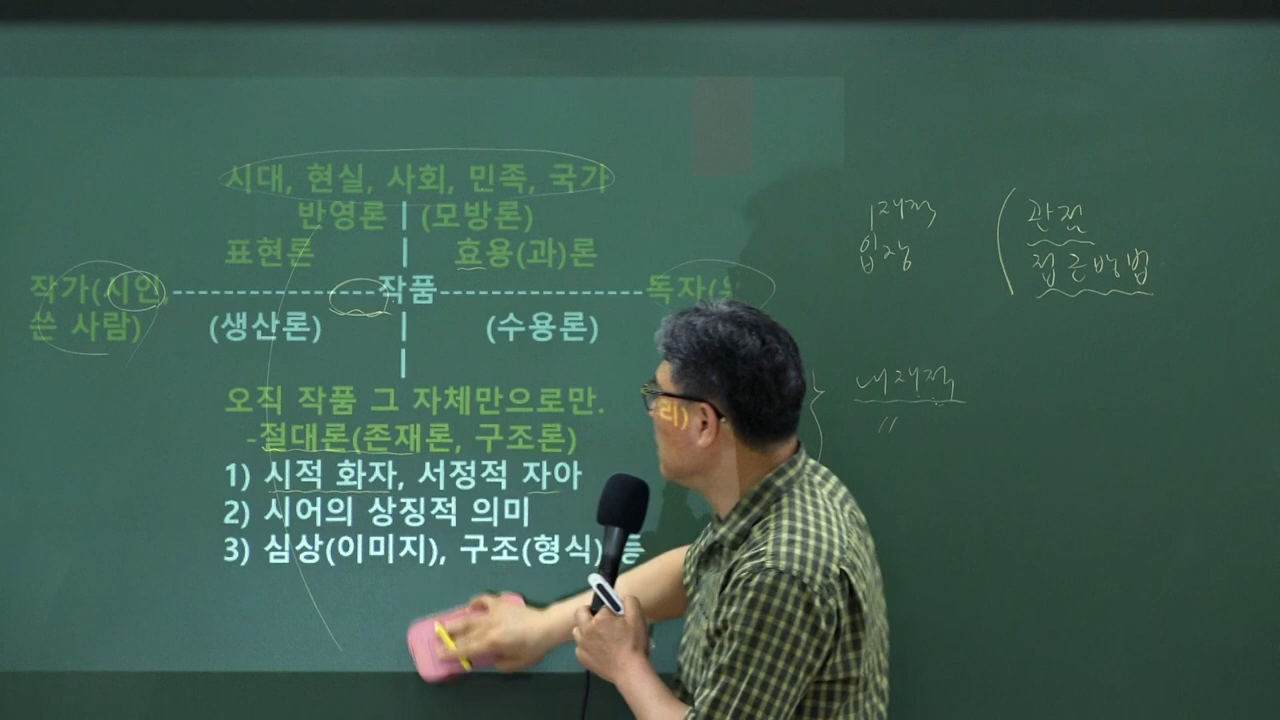 시대, 현실, 사회, 민족, 국가
반영론 | (모방론)
표현론 | 효용(과)론
작가(시인, 작품 독자(
쓴 사람) (생산론) | (수용론)
|
오직 작품 그 자체만으로만.
-절대론(존재론, 구조론)
1) 시적 화자, 서정적 자아
2) 시어의 상징적 의미
3) 심상(이미지), 구조(형식) 등
리)
입장
관점
접근방법
내재적
〃